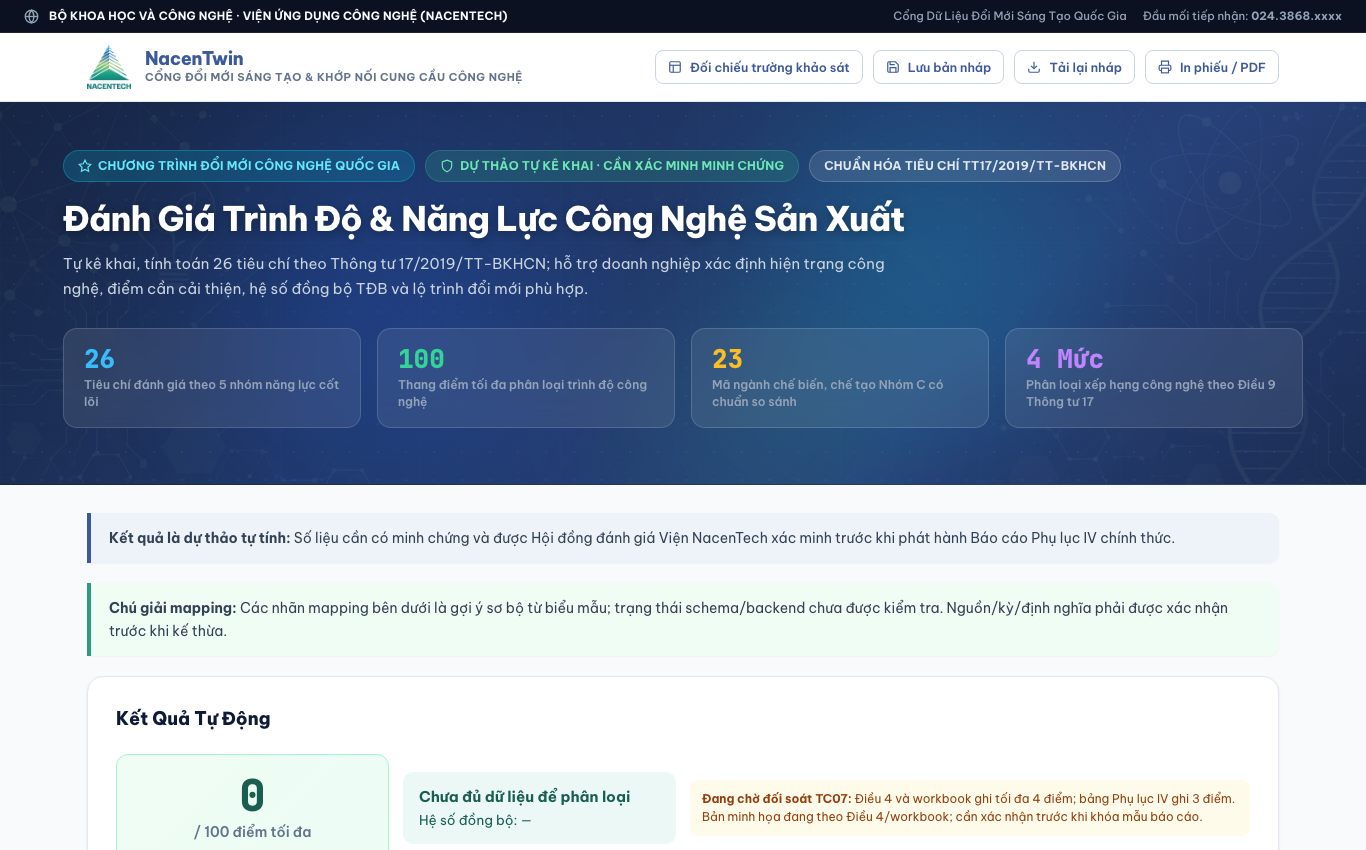 BỘ KHOA HỌC VÀ CÔNG NGHỆ · VIỆN ỨNG DỤNG CÔNG NGHỆ (NACENTECH)
Cổng Dữ Liệu Đổi Mới Sáng Tạo Quốc Gia
Đầu mối tiếp nhận: 024.3868.xxxx
NACENTECH
NacenTwin
CỔNG ĐỔI MỚI SÁNG TẠO & KHỚP NỐI CUNG CẦU CÔNG NGHỆ
Đối chiếu trường khảo sát
Lưu bản nháp
Tải lại nháp
In phiếu / PDF
CHƯƠNG TRÌNH ĐỔI MỚI CÔNG NGHỆ QUỐC GIA
DỰ THẢO TỰ KÊ KHAI · CẦN XÁC MINH MINH CHỨNG
CHUẨN HÓA TIÊU CHÍ TT17/2019/TT-BKHCN
Đánh Giá Trình Độ & Năng Lực Công Nghệ Sản Xuất
Tự kê khai, tính toán 26 tiêu chí theo Thông tư 17/2019/TT-BKHCN; hỗ trợ doanh nghiệp xác định hiện trạng công
nghệ, điểm cần cải thiện, hệ số đồng bộ TĐB và lộ trình đổi mới phù hợp.
26
Tiêu chí đánh giá theo 5 nhóm năng lực cốt
lõi
100
Thang điểm tối đa phân loại trình độ công
nghệ
23
Mã ngành chế biến, chế tạo Nhóm C có
chuẩn so sánh
4 Mức
Phân loại xếp hạng công nghệ theo Điều 9
Thông tư 17
Kết quả là dự thảo tự tính: Số liệu cần có minh chứng và được Hội đồng đánh giá Viện NacenTech xác minh trước khi phát hành Báo cáo Phụ lục IV chính thức.
Chú giải mapping: Các nhãn mapping bên dưới là gợi ý sơ bộ từ biểu mẫu; trạng thái schema/backend chưa được kiểm tra. Nguồn/kỳ/định nghĩa phải được xác nhận
trước khi kế thừa.
Kết Quả Tự Động
0
/ 100 điểm tối đa
Chưa đủ dữ liệu để phân loại
Hệ số đồng bộ: —
Đang chờ đối soát TC07: Điều 4 và workbook ghi tối đa 4 điểm; bảng Phụ lục IV ghi 3 điểm.
Bản minh họa đang theo Điều 4/workbook; cần xác nhận trước khi khóa mẫu báo cáo.